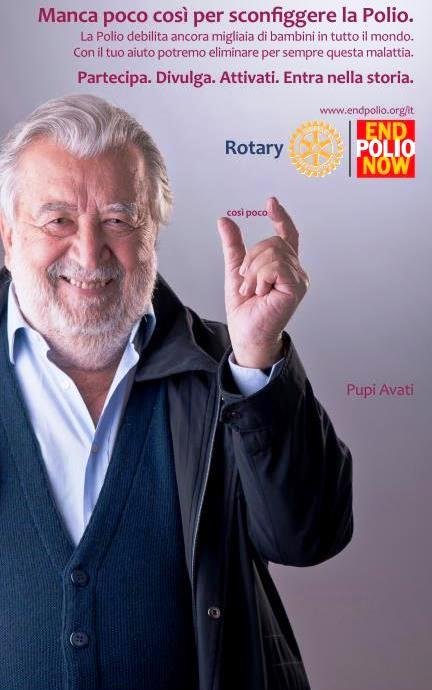 Manca poco così per sconfiggere la Polio.
La Polio debilita ancora migliaia di bambini in tutto il mondo.
Con il tuo aiuto potremo eliminare per sempre questa malattia.
Partecipa. Divulga. Attivati. Entra nella storia.
www.endpolio.org/it
Rotary
END
POLIO
NOW
così poco
Pupi Avati